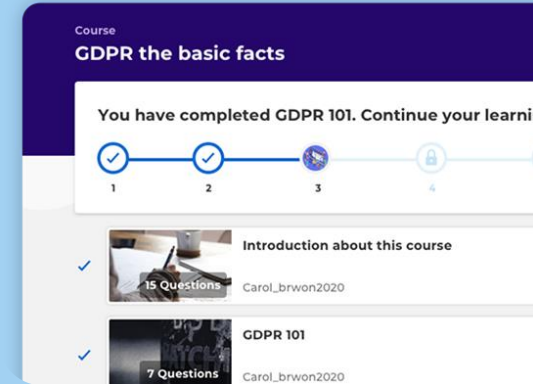 Course
GDPR the basic facts
You have completed GDPR 101. Continue your learni
1
2
3
4
Introduction about this course
15 Questions
Carol_brwon2020
GDPR 101
7 Questions
Carol_brwon2020